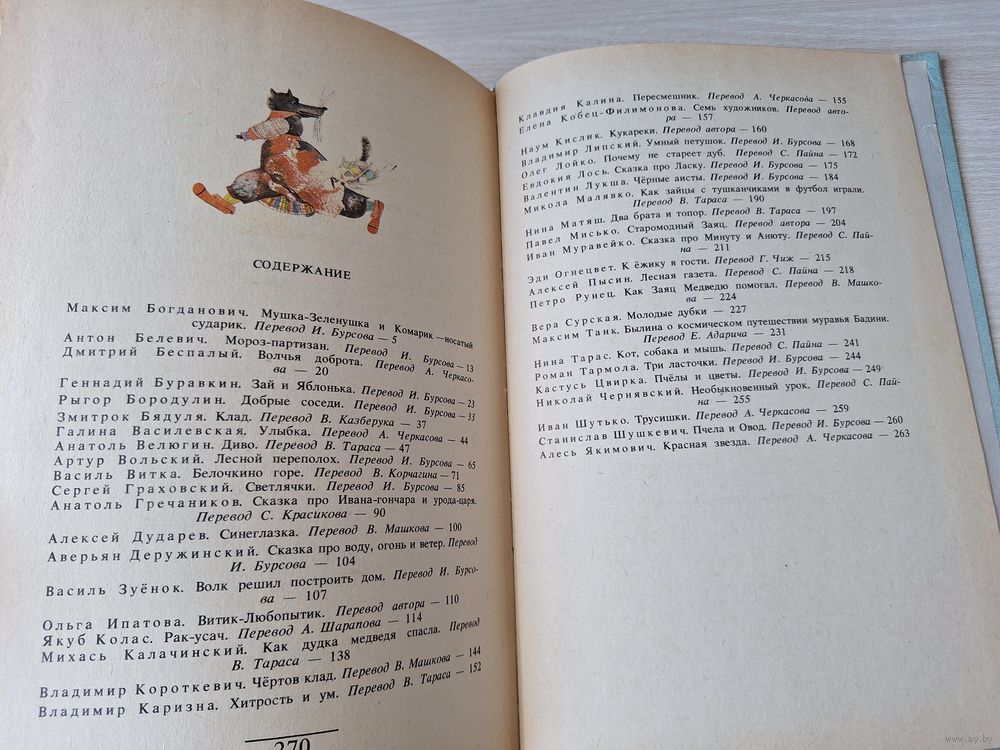 СОДЕРЖАНИЕ
Максим Богданович. Мушка-Зеленушка и Комарик — носатый
сударик. Перевод И. Бурсова — 5
Антон Белевич. Мороз-партизан. Перевод И. Бурсова — 13
Дмитрий Беспалый. Волчья доброта. Перевод А. Черкасо-
ва — 20
Геннадий Буравкин. Зай и Яблонька. Перевод И. Бурсова — 23
Рыгор Бородулин. Добрые соседи. Перевод И. Бурсова — 33
Змитрок Бядуля. Клад. Перевод В. Казберука — 37
Галина Василевская. Улыбка. Перевод А. Черкасова — 44
Анатоль Велюгин. Диво. Перевод В. Тараса — 47
Артур Вольский. Лесной переполох. Перевод И. Бурсова — 65
Василь Витка. Белочкино горе. Перевод В. Корчагина — 71
Сергей Граховский. Светлячки. Перевод И. Бурсова — 85
Анатоль Гречаников. Сказка про Ивана-гончара и урода-царя.
Перевод С. Красикова — 90
Алексей Дударев. Синеглазка. Перевод В. Машкова — 100
Аверьян Деружинский. Сказка про воду, огонь и ветер. Перевод
И. Бурсова — 104
Василь Зуёнок. Волк решил построить дом. Перевод И. Бурсо-
ва — 107
Ольга Ипатова. Витик-Любопытик. Перевод автора — 110
Якуб Колас. Рак-усач. Перевод А. Шарапова — 114
Михась Калачинский. Как дудка медведя спасла. Перевод
В. Тараса — 138
Владимир Короткевич. Чёртов клад. Перевод В. Машкова — 144
Владимир Каризна. Хитрость и ум. Перевод В. Тараса — 152
270
Клавдия Калина. Пересмешник. Перевод А. Черкасова — 155
Елена Кобец-Филимонова. Семь художников. Перевод авто-
ра — 157
Наум Кислик. Кукареки. Перевод автора — 160
Владимир Липский. Умный петушок. Перевод И. Бурсова — 168
Олег Лойко. Почему не стареет дуб. Перевод С. Пайна — 172
Евдокия Лось. Сказка про Ласку. Перевод И. Бурсова — 175
Валентин Лукша. Чёрные аисты. Перевод И. Бурсова — 184
Микола Малявко. Как зайцы с тушканчиками в футбол играли.
Перевод В. Тараса — 190
Нина Матяш. Два брата и топор. Перевод В. Тараса — 197
Павел Мисько. Старомодный Заяц. Перевод автора — 204
Иван Муравейко. Сказка про Минуту и Анюту. Перевод С. Пай-
на — 211
Эди Огнецвет. К ёжику в гости. Перевод Г. Чиж — 215
Алексей Пысин. Лесная газета. Перевод С. Пайна — 218
Петро Рунец. Как Заяц Медведю помогал. Перевод В. Машко-
ва — 224
Вера Сурская. Молодые дубки — 227
Максим Танк. Былина о космическом путешествии муравья Бадини.
Перевод Е. Адарича — 231
Нина Тарас. Кот, собака и мышь. Перевод С. Пайна — 241
Роман Тармола. Три ласточки. Перевод И. Бурсова — 244
Кастусь Цвирка. Пчёлы и цветы. Перевод И. Бурсова — 249
Николай Чернявский. Необыкновенный урок. Перевод С. Пай-
на — 255
Иван Шутько. Трусишки. Перевод А. Черкасова — 259
Станислав Шушкевич. Пчела и Овод. Перевод И. Бурсова — 260
Алесь Якимович. Красная звезда. Перевод А. Черкасова — 263
www.ay.by